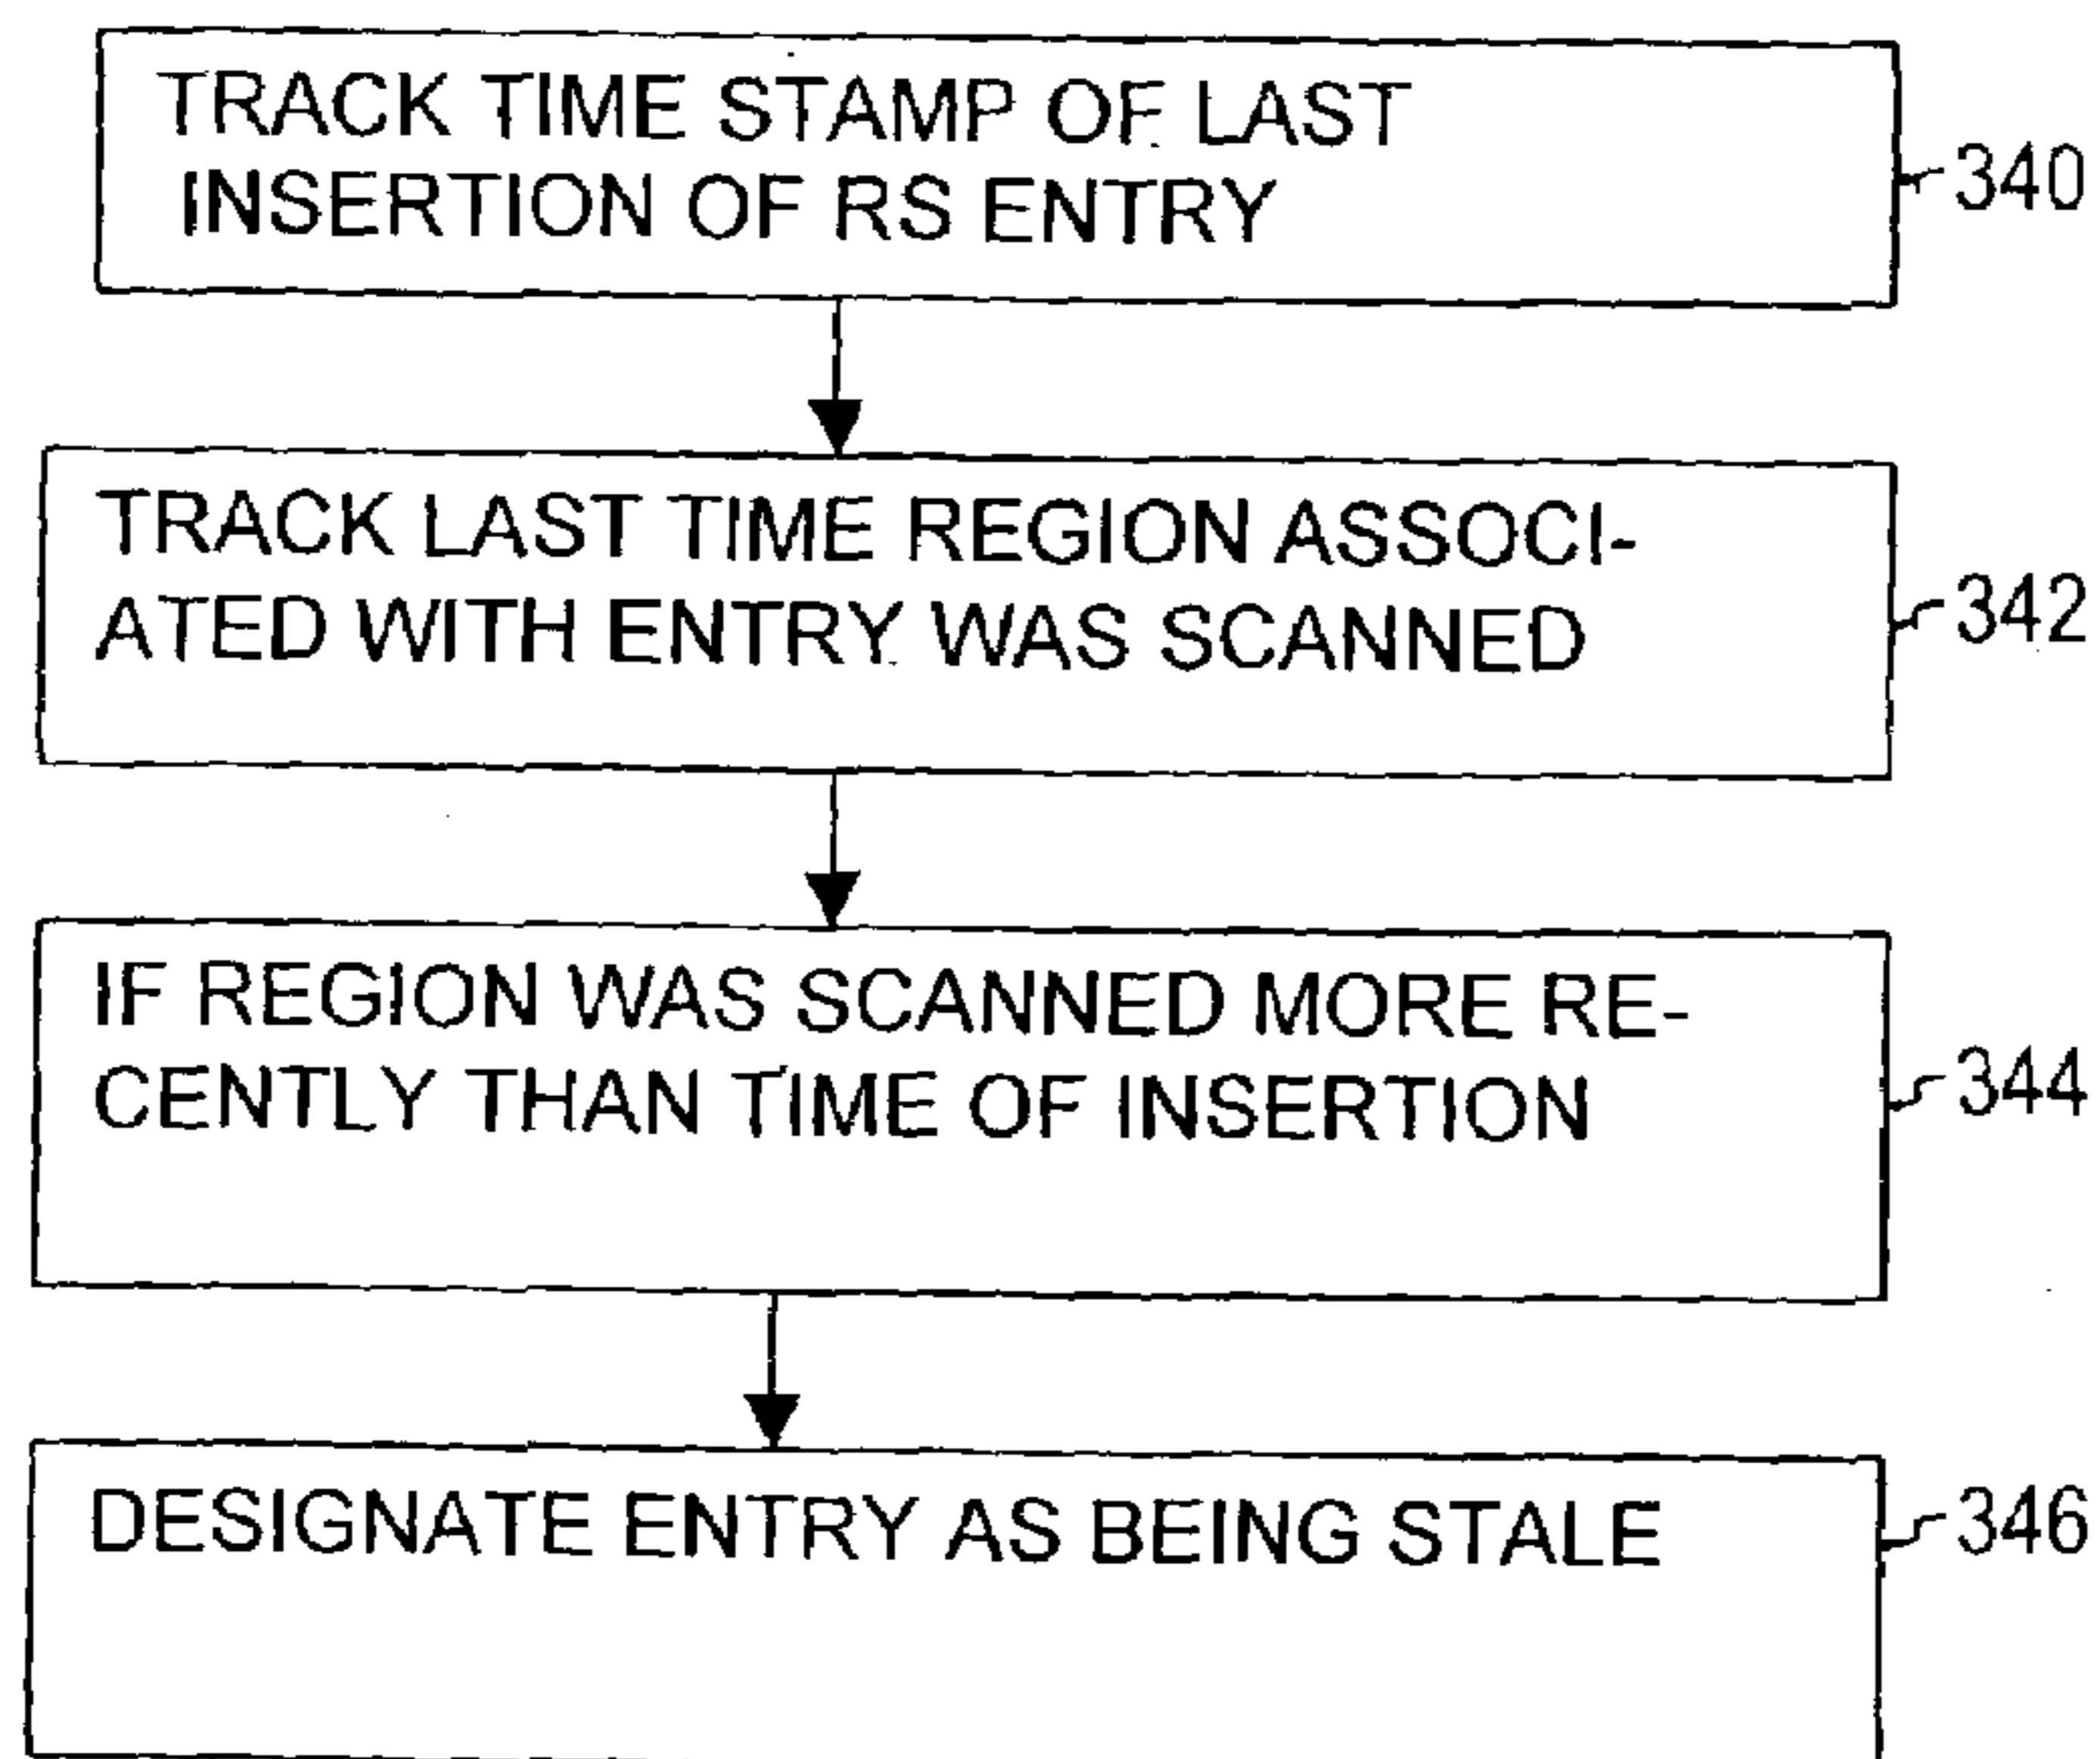 TRACK TIME STAMP OF LAST
INSERTION OF RS ENTRY
340
TRACK LAST TIME REGION ASSOCI-
ATED WITH ENTRY WAS SCANNED
342
IF REGION WAS SCANNED MORE RE-
CENTLY THAN TIME OF INSERTION
344
DESIGNATE ENTRY AS BEING STALE
346